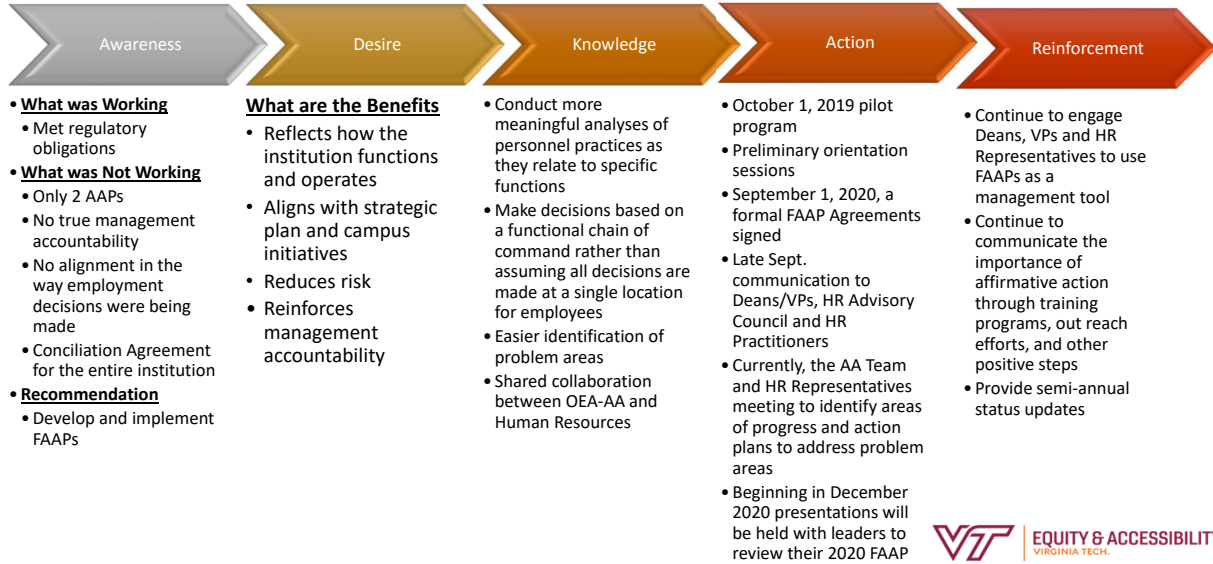 Awareness
Desire
Knowledge
Action
Reinforcement
• What was Working
• Met regulatory
obligations
• What was Not Working
• Only 2 AAPs
• No true management
accountability
• No alignment in the
way employment
decisions were being
made
• Conciliation Agreement
for the entire institution
• Recommendation
• Develop and implement
FAAPs
What are the Benefits
• Reflects how the
institution functions
and operates
• Aligns with strategic
plan and campus
initiatives
• Reduces risk
• Reinforces
management
accountability
• Conduct more
meaningful analyses of
personnel practices as
they relate to specific
functions
• Make decisions based on
a functional chain of
command rather than
assuming all decisions are
made at a single location
for employees
• Easier identification of
problem areas
• Shared collaboration
between OEA-AA and
Human Resources
• October 1, 2019 pilot
program
• Preliminary orientation
sessions
• September 1, 2020, a
formal FAAP Agreements
signed
• Late Sept.
communication to
Deans/VPs, HR Advisory
Council and HR
Practitioners
• Currently, the AA Team
and HR Representatives
meeting to identify areas
of progress and action
plans to address problem
areas
• Beginning in December
2020 presentations will
be held with leaders to
review their 2020 FAAP
• Continue to engage
Deans, VPs and HR
Representatives to use
FAAPs as a
management tool
• Continue to
communicate the
importance of
affirmative action
through training
programs, out reach
efforts, and other
positive steps
• Provide semi-annual
status updates
VT
EQUITY & ACCESSIBILIT
VIRGINIA TECH.